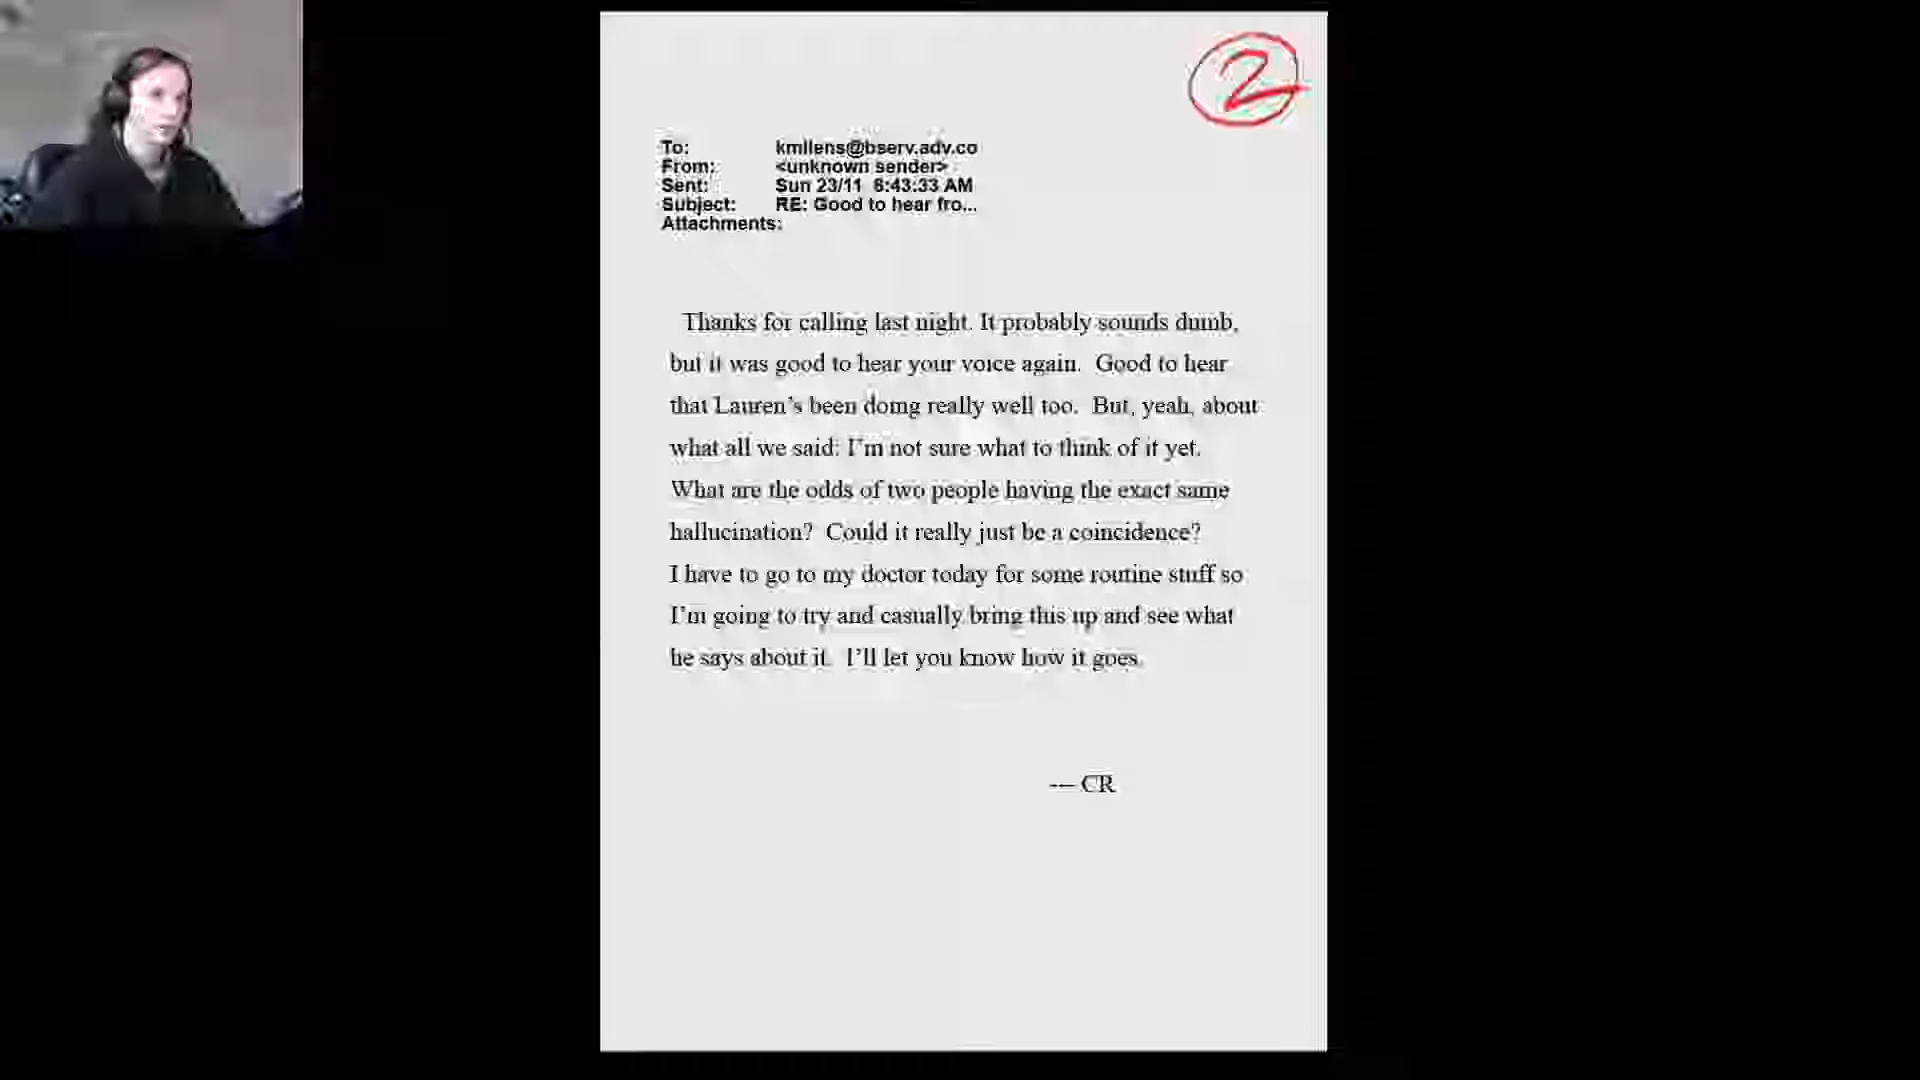 2
To: kmilens@bserv.adv.co
From: <unknown sender>
Sent: Sun 23/11 6:43:33 AM
Subject: RE: Good to hear fro...
Attachments:
Thanks for calling last night. It probably sounds dumb,
but it was good to hear your voice again. Good to hear
that Lauren's been doing really well too. But, yeah, about
what all we said: I'm not sure what to think of it yet.
What are the odds of two people having the exact same
hallucination? Could it really just be a coincidence?
I have to go to my doctor today for some routine stuff so
I'm going to try and casually bring this up and see what
he says about it. I'll let you know how it goes.
--- CR